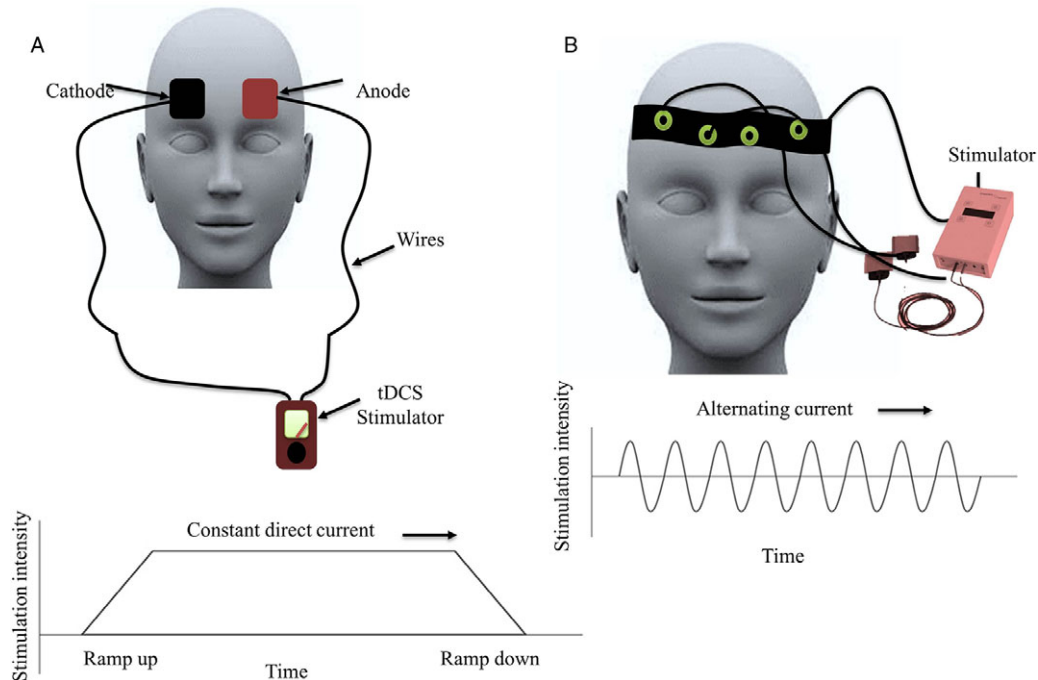 A
Cathode
Anode
Wires
tDCS
Stimulator
Constant direct current
Stimulation intensity
Ramp up
Time
Ramp down
B
Stimulator
Alternating current
Stimulation intensity
Time